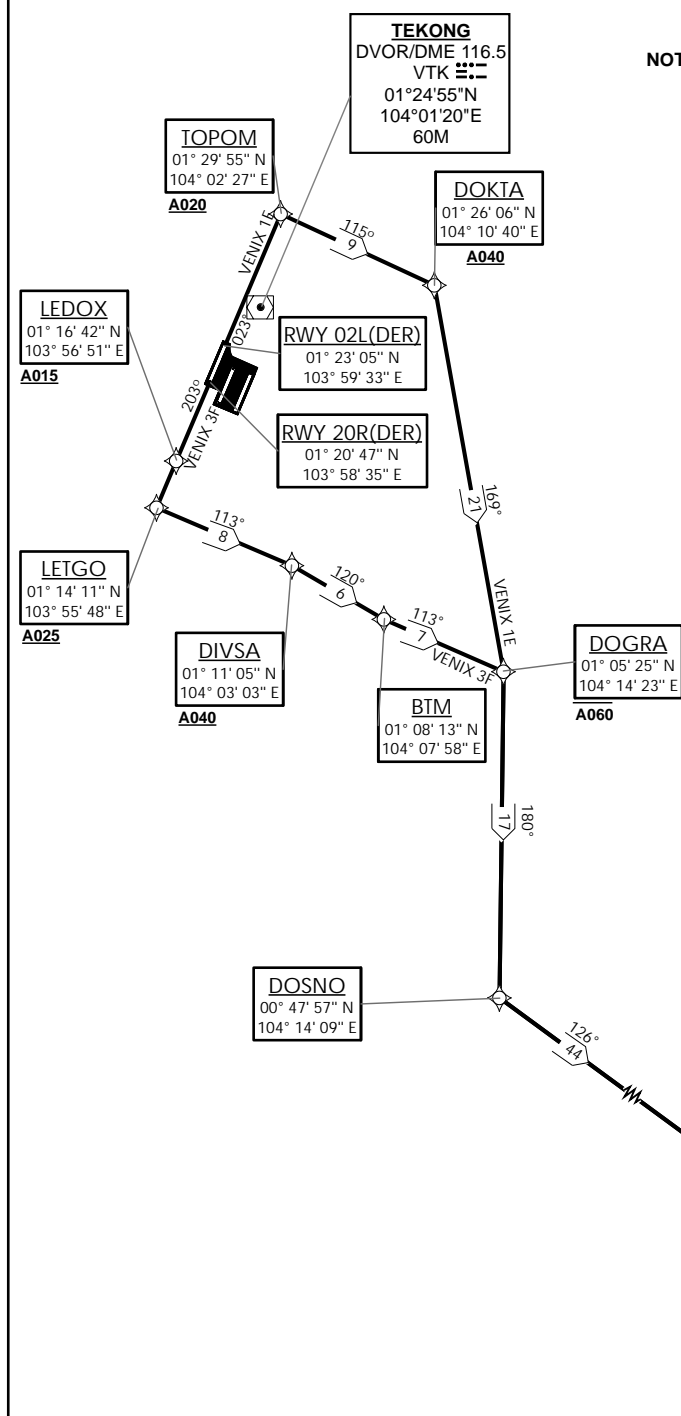 TEKONG
DVOR/DME 116.5
VTK
01°24'55"N
104°01'20"E
60M
NOT
TOPOM
01° 29' 55" N
104° 02' 27" E
A020
DOKTA
01° 26' 06" N
104° 10' 40" E
A040
115°
9
VENIX 1E
LEDOX
01° 16' 42" N
103° 56' 51" E
A015
023°
RWY 02L(DER)
01° 23' 05" N
103° 59' 33" E
203°
VENIX 3F
RWY 20R(DER)
01° 20' 47" N
103° 58' 35" E
169°
21
VENIX 1E
LETGO
01° 14' 11" N
103° 55' 48" E
A025
113°
8
120°
6
113°
7
VENIX 3F
DIVSA
01° 11' 05" N
104° 03' 03" E
A040
BTM
01° 08' 13" N
104° 07' 58" E
DOGRA
01° 05' 25" N
104° 14' 23" E
A060
180°
17
DOSNO
00° 47' 57" N
104° 14' 09" E
126°
44